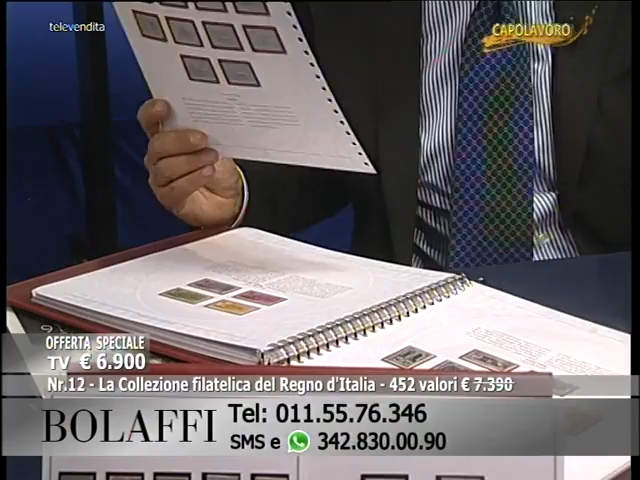 televendita
CAPOLAVORO
OFFERTA SPECIALE
TV € 6.900
Nr.12 - La Collezione filatelica del Regno d'Italia - 452 valori € 7.390
BOLAFFI
Tel: 011.55.76.346
SMS e 342.830.00.90